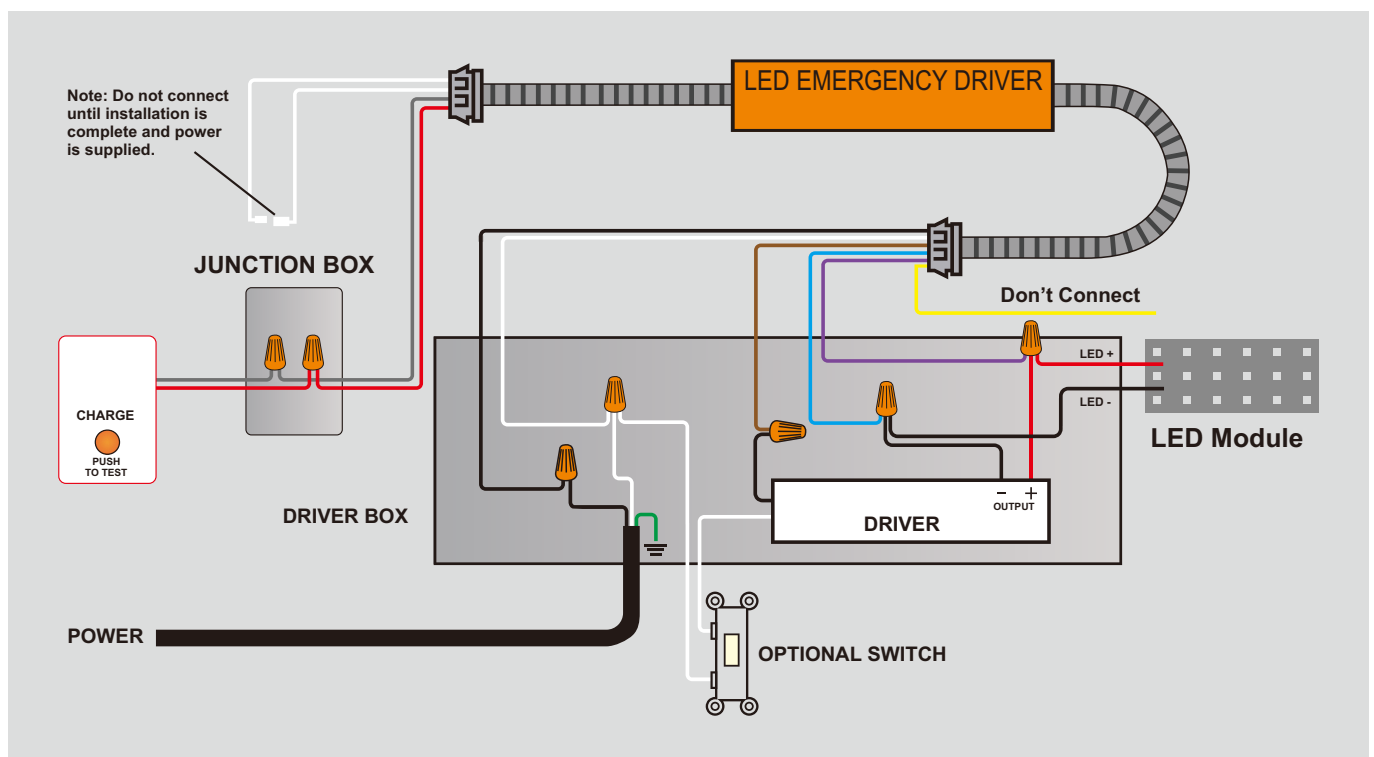 LED EMERGENCY DRIVER
Note: Do not connect
until installation is
complete and power
is supplied.
JUNCTION BOX
Don't Connect
LED +
LED -
LED Module
CHARGE
PUSH
TO TEST
DRIVER BOX
- +
OUTPUT
DRIVER
POWER
OPTIONAL SWITCH